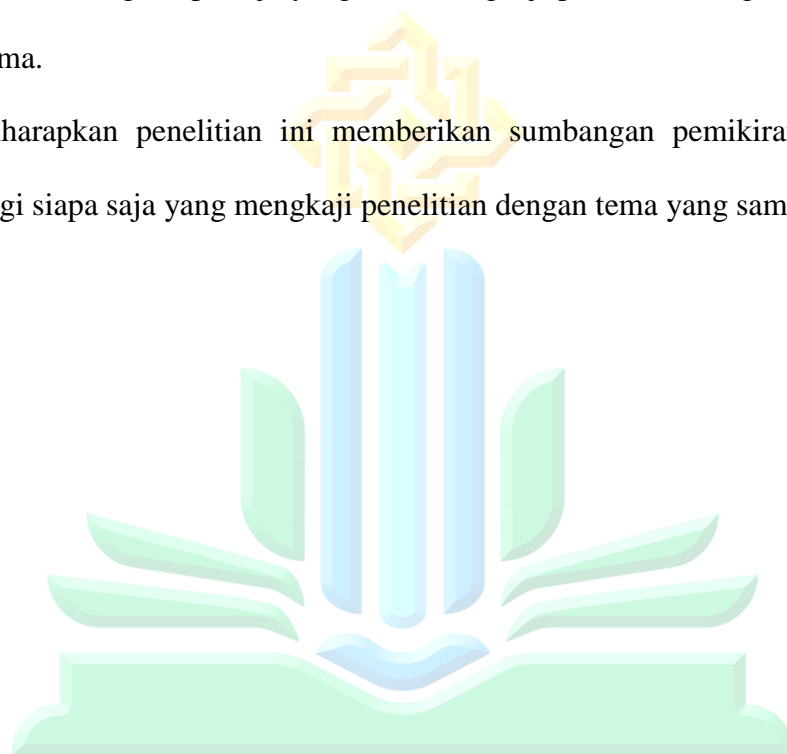 ma.
harapkan penelitian ini memberikan sumbangan pemikira
gi siapa saja yang mengkaji penelitian dengan tema yang sam